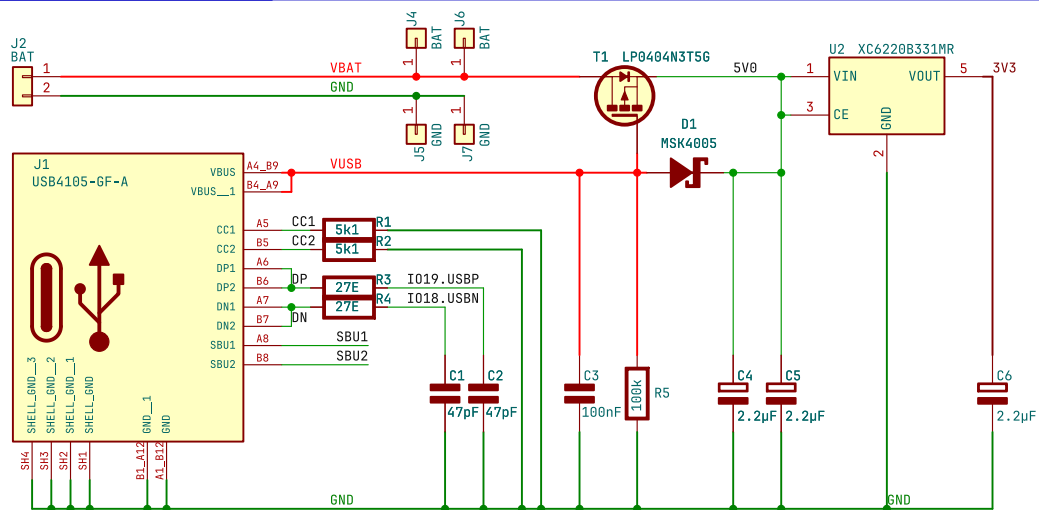 J2
BAT
1
2
VBAT
GND
J4
BAT
1
J6
BAT
1
J5
GND
1
J7
GND
1
T1 LP0404N3T5G
5V0
U2 XC6220B331MR
1 VIN
VOUT 5
3 CE
GND
2
3V3
D1
MSK4005
J1
USB4105-GF-A
VBUS A4_B9
VUSB
VBUS__1 B4_A9
CC1 A5 CC1 5k1 R1
CC2 B5 CC2 5k1 R2
DP1 A6
DP2 B6 DP 27E R3 IO19.USBP
DN1 A7 27E R4 IO18.USBN
DN2 B7 DN
SBU1 A8 SBU1
SBU2 B8 SBU2
SHELL_GND__3
SHELL_GND__2
SHELL_GND__1
SHELL_GND
GND__1
GND
SH4
SH3
SH2
SH1
B1_A12
A1_B12
C1
47pF
C2
47pF
C3
100nF
100k
R5
C4
2.2µF
C5
2.2µF
C6
2.2µF
GND
GND